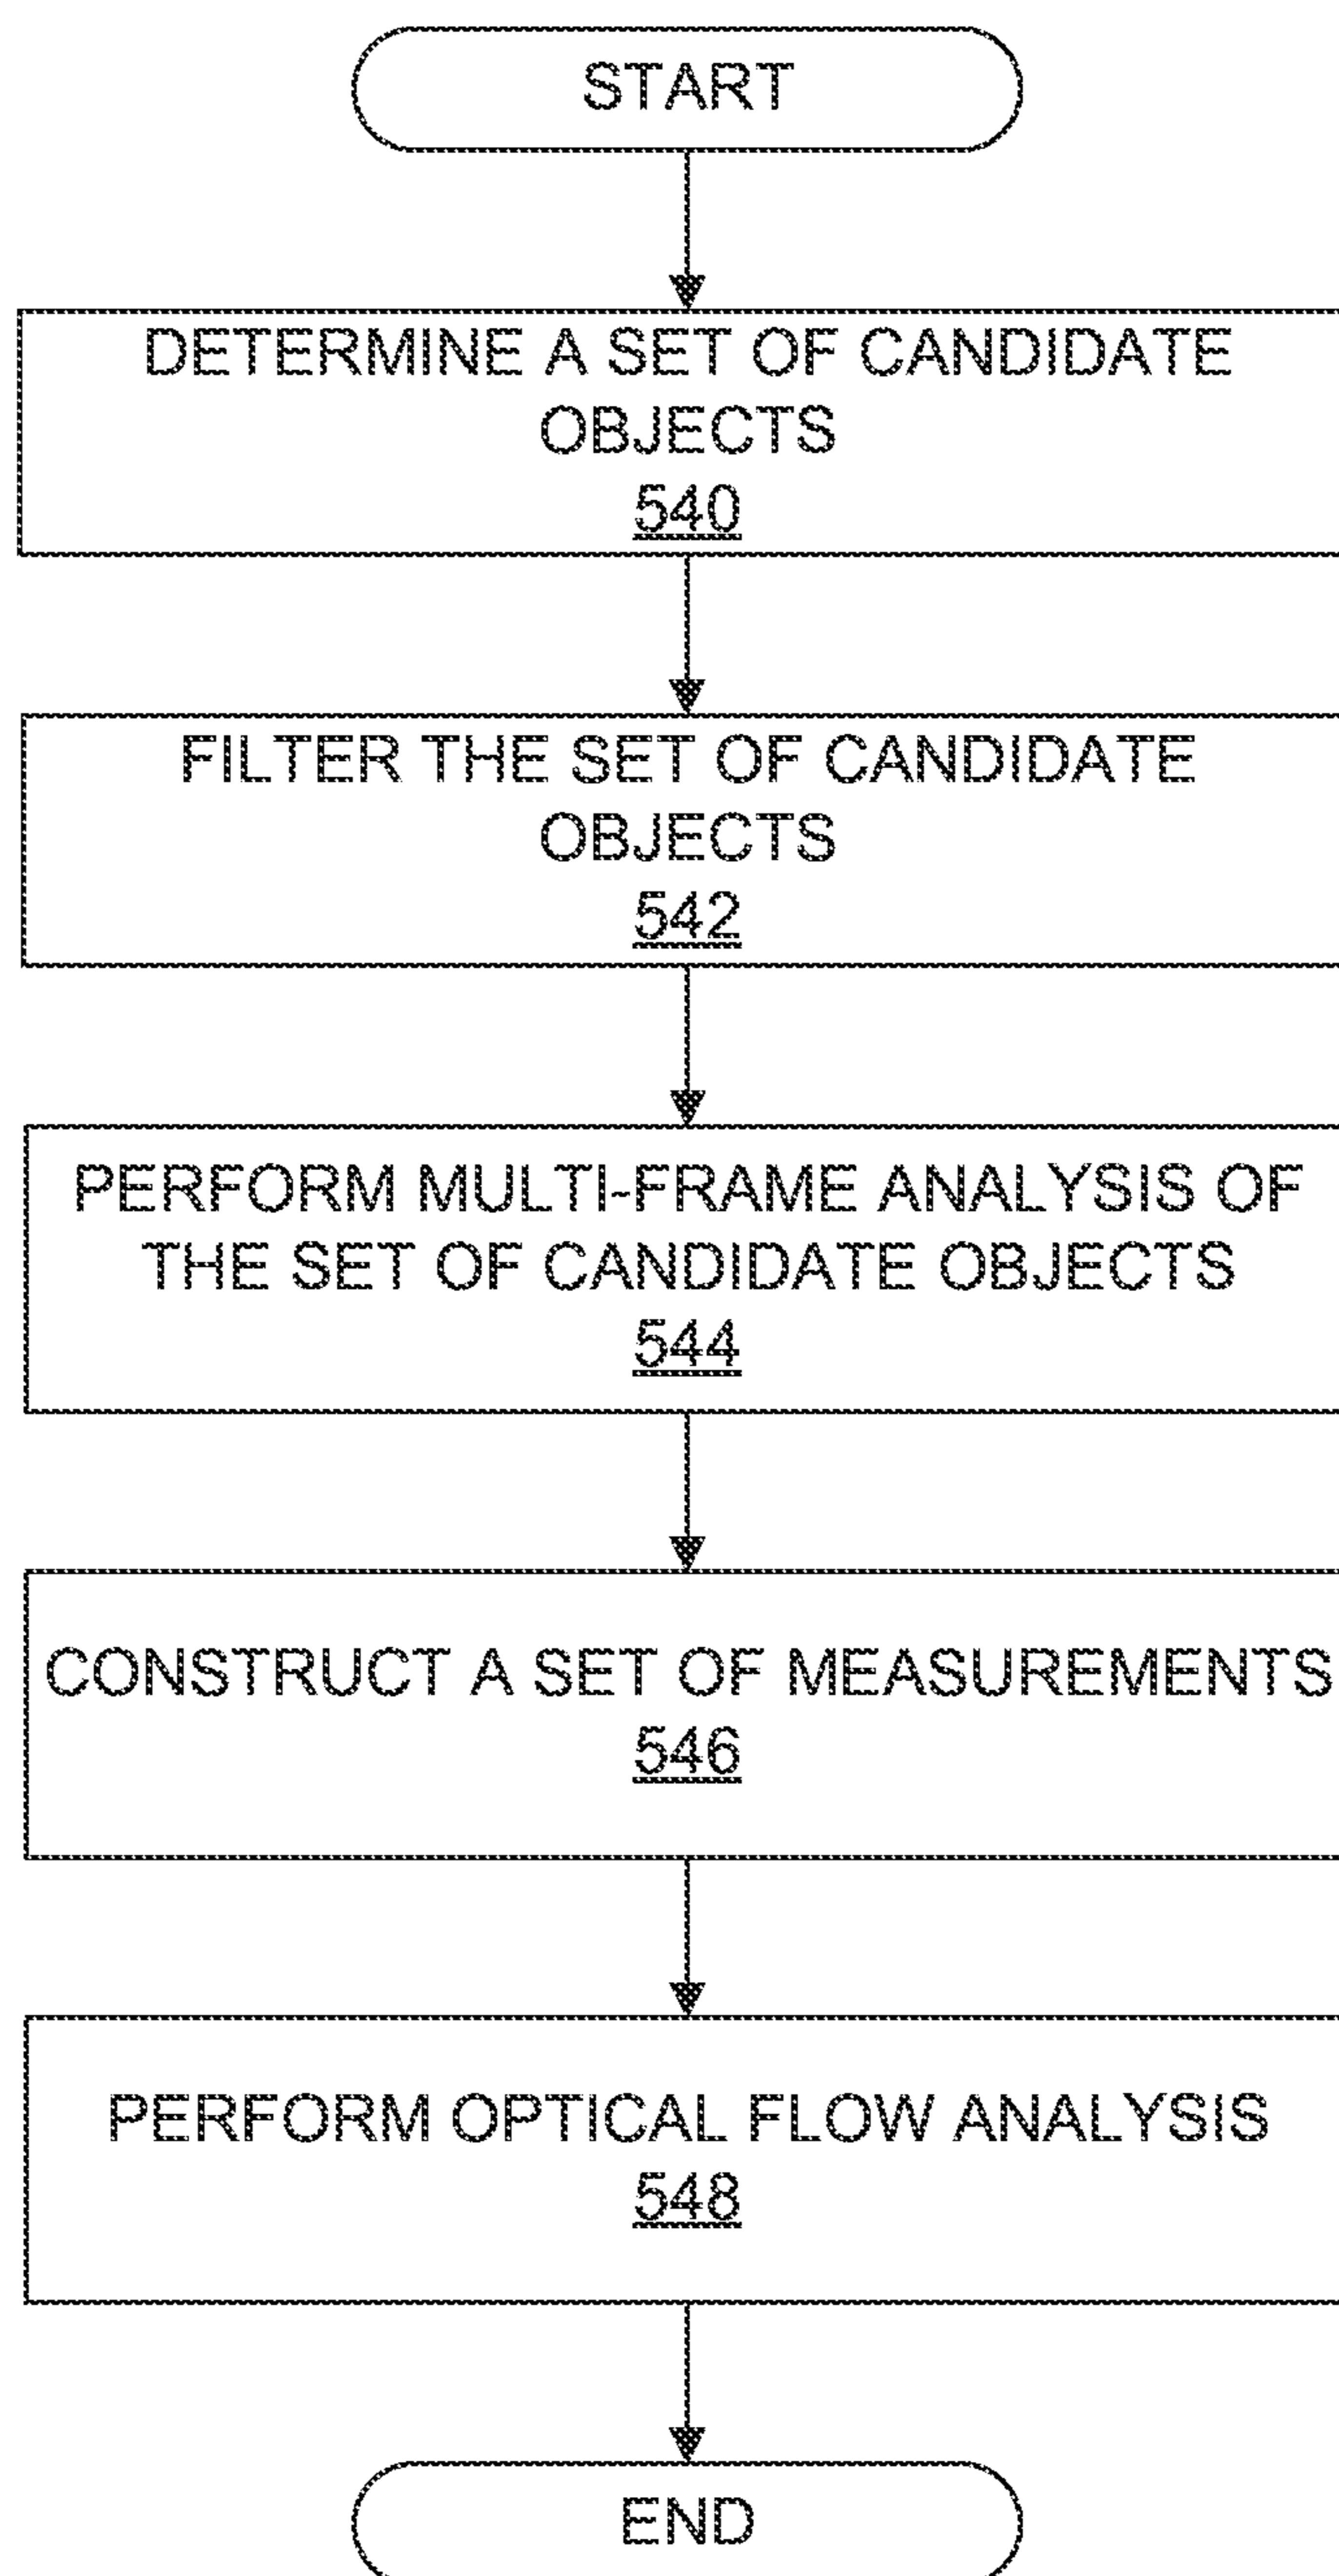 START
DETERMINE A SET OF CANDIDATE
OBJECTS
540
FILTER THE SET OF CANDIDATE
OBJECTS
542
PERFORM MULTI-FRAME ANALYSIS OF
THE SET OF CANDIDATE OBJECTS
544
CONSTRUCT A SET OF MEASUREMENTS
546
PERFORM OPTICAL FLOW ANALYSIS
548
END